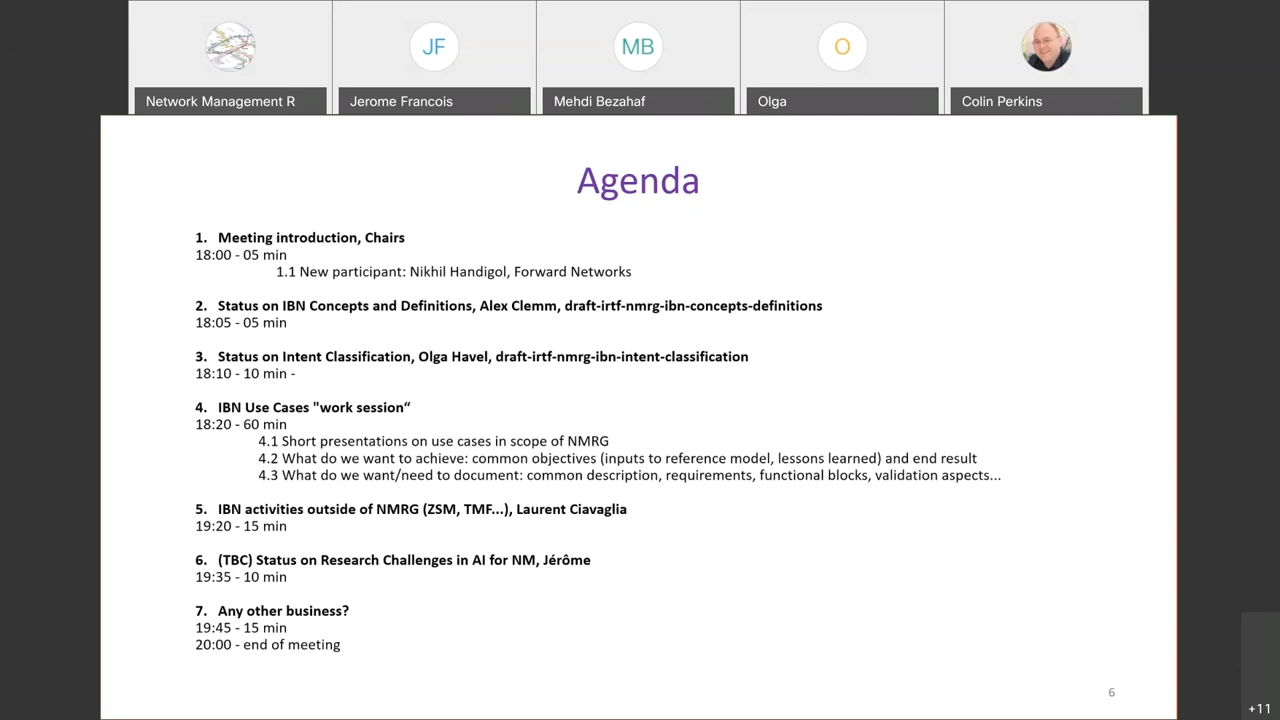 JF
MB
O
Network Management R
Jerome Francois
Mehdi Bezahaf
Olga
Colin Perkins
Agenda
1. Meeting introduction, Chairs
18:00 - 05 min
1.1 New participant: Nikhil Handigol, Forward Networks
2. Status on IBN Concepts and Definitions, Alex Clemm, draft-irtf-nmrg-ibn-concepts-definitions
18:05 - 05 min
3. Status on Intent Classification, Olga Havel, draft-irtf-nmrg-ibn-intent-classification
18:10 - 10 min -
4. IBN Use Cases "work session“
18:20 - 60 min
4.1 Short presentations on use cases in scope of NMRG
4.2 What do we want to achieve: common objectives (inputs to reference model, lessons learned) and end result
4.3 What do we want/need to document: common description, requirements, functional blocks, validation aspects...
5. IBN activities outside of NMRG (ZSM, TMF...), Laurent Ciavaglia
19:20 - 15 min
6. (TBC) Status on Research Challenges in AI for NM, Jérôme
19:35 - 10 min
7. Any other business?
19:45 - 15 min
20:00 - end of meeting
6
+11